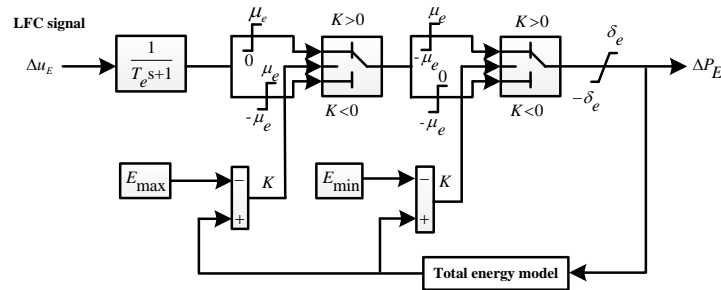 LFC signal
Δu_E
1
T_e s+1
μ_e
0
μ_e
-μ_e
K>0
K<0
μ_e
-μ_e
0
-μ_e
K>0
K<0
δ_e
-δ_e
ΔP_E
E_max
−
+
K
E_min
−
+
K
Total energy model